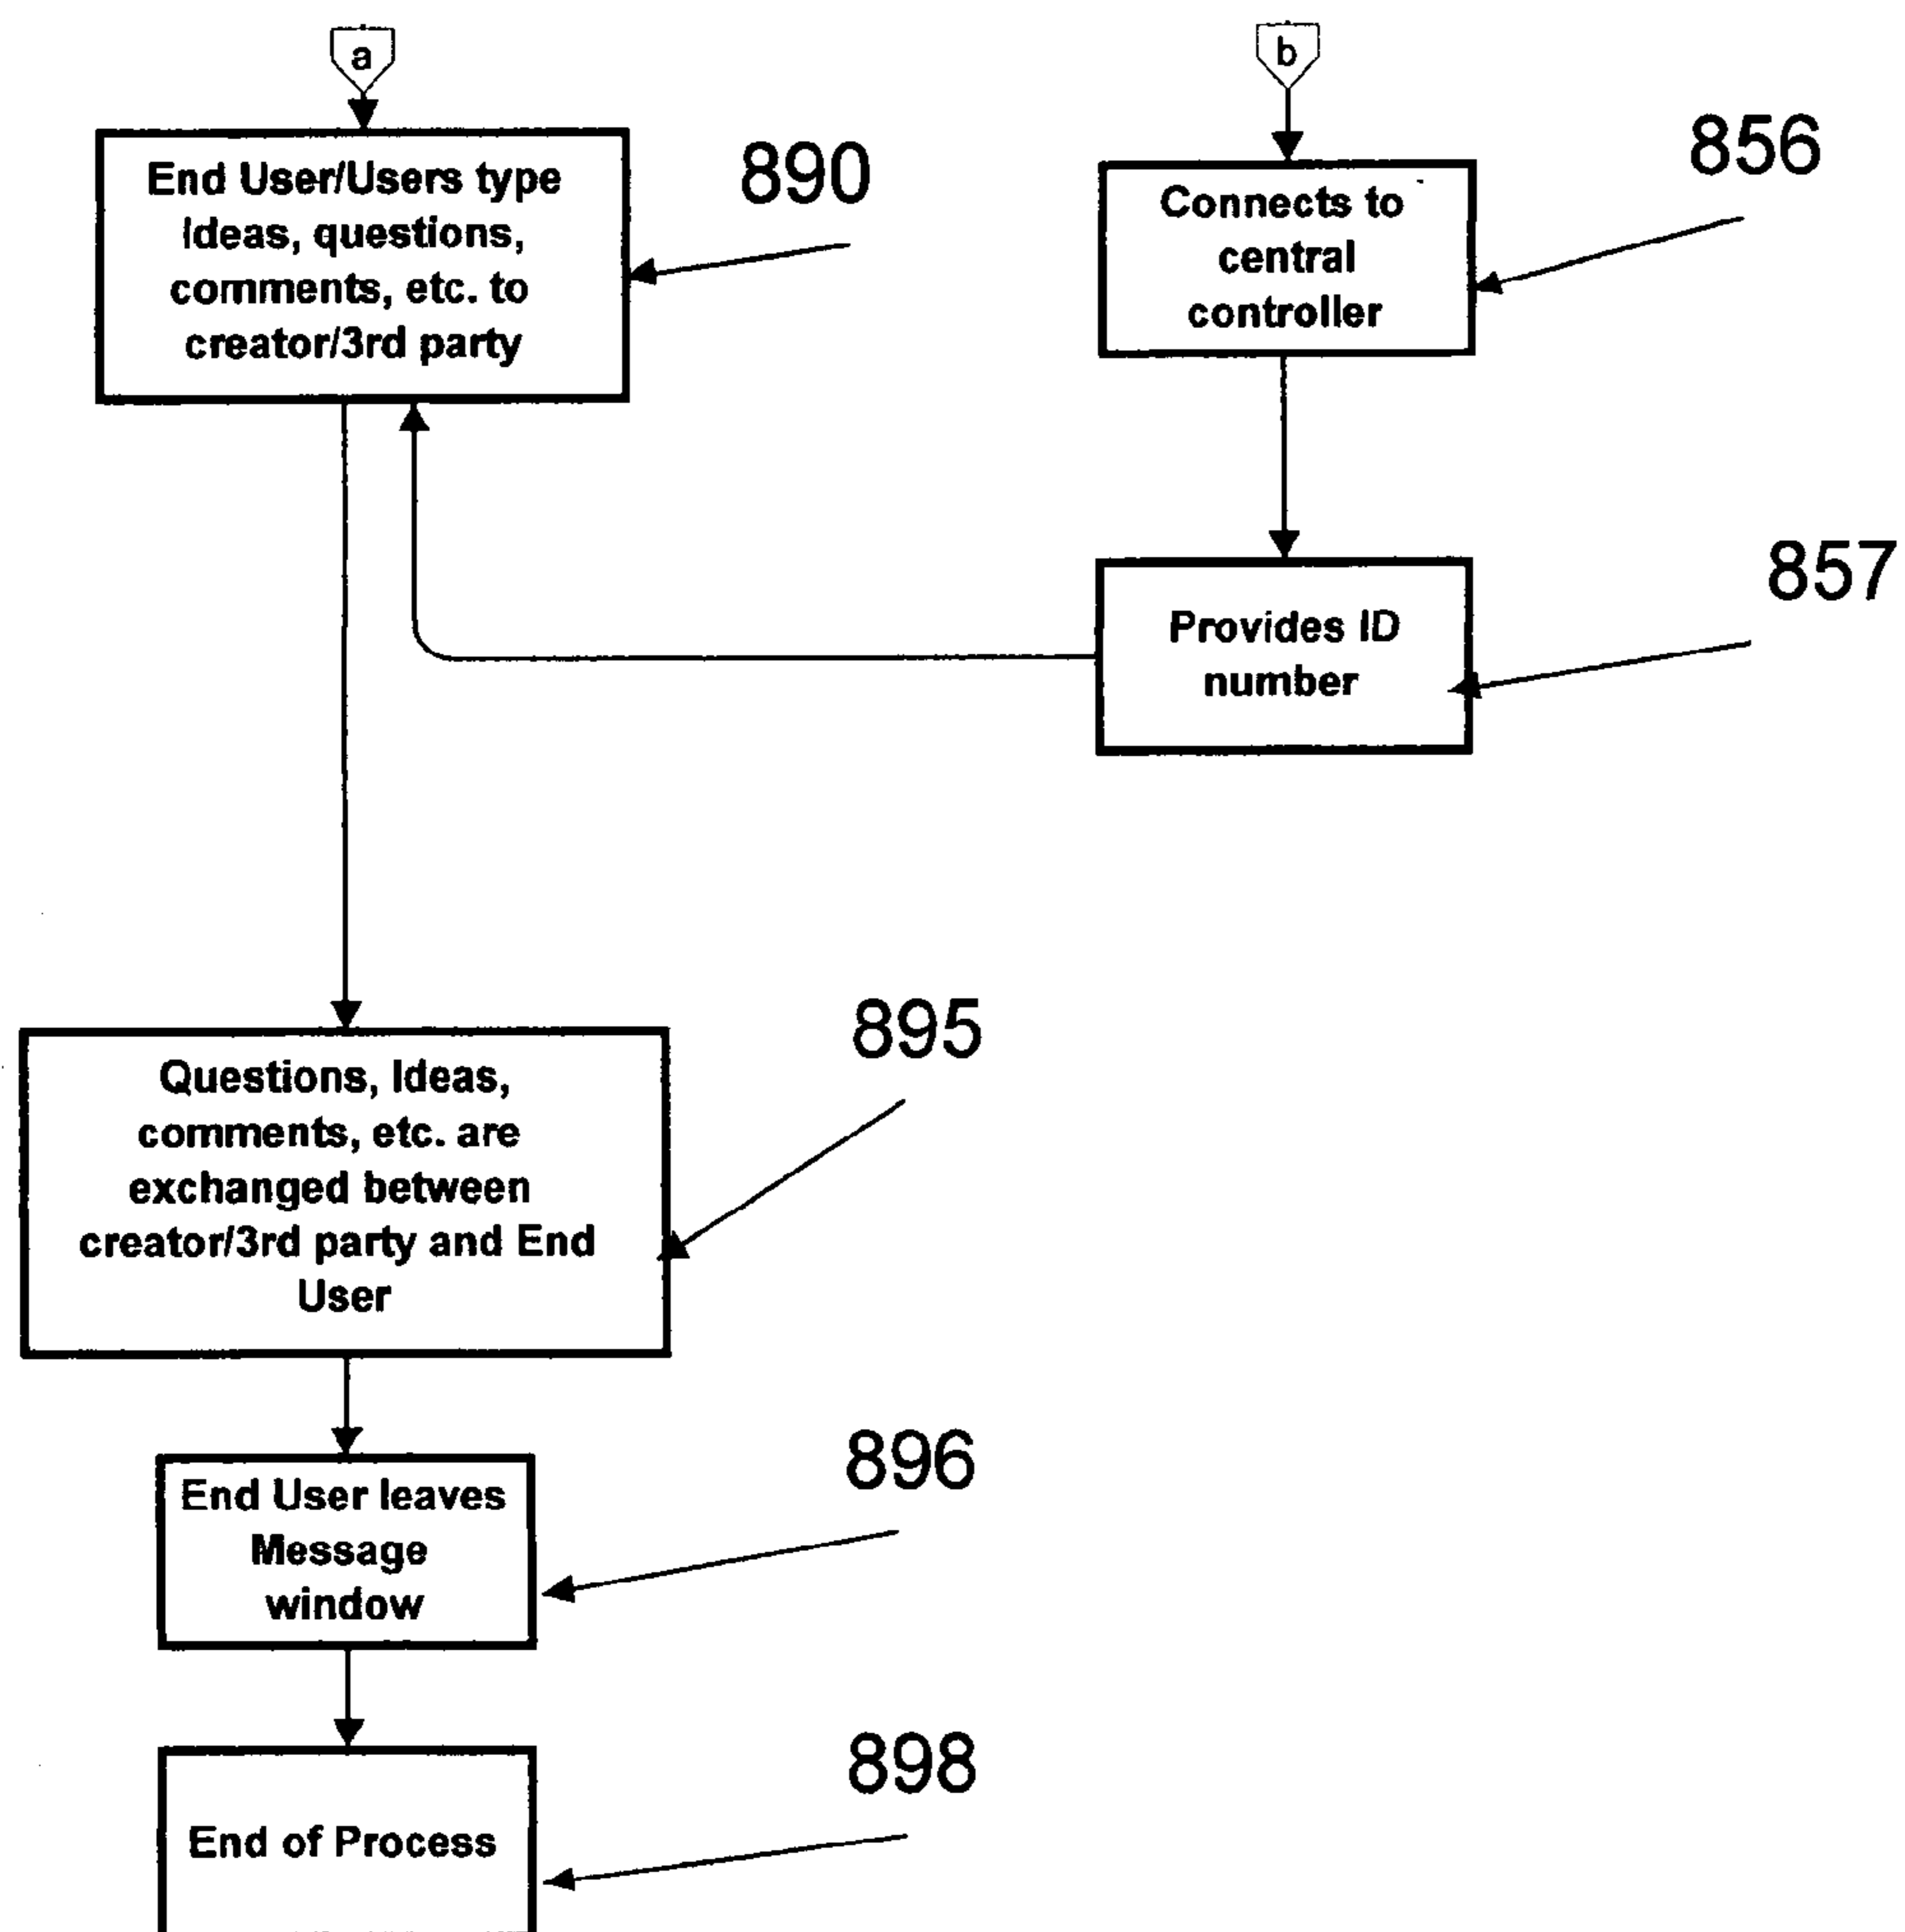 a
End User/Users type
Ideas, questions,
comments, etc. to
creator/3rd party
890
b
Connects to
central
controller
856
Provides ID
number
857
Questions, Ideas,
comments, etc. are
exchanged between
creator/3rd party and End
User
895
End User leaves
Message
window
896
End of Process
898